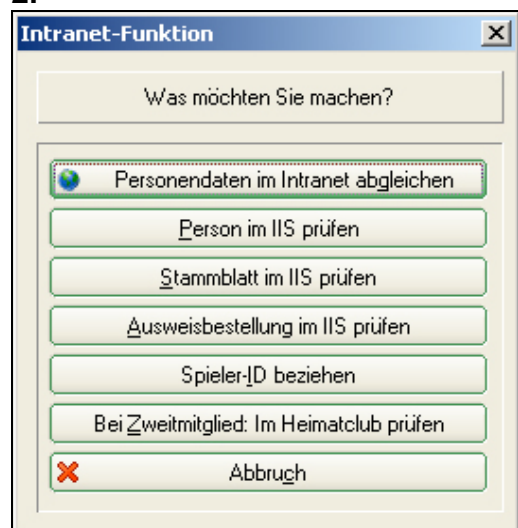 2.
Intranet-Funktion
Was möchten Sie machen?
Personendaten im Intranet abgleichen
Person im IIS prüfen
Stammblatt im IIS prüfen
Ausweisbestellung im IIS prüfen
Spieler-ID beziehen
Bei Zweitmitglied: Im Heimatclub prüfen
Abbruch